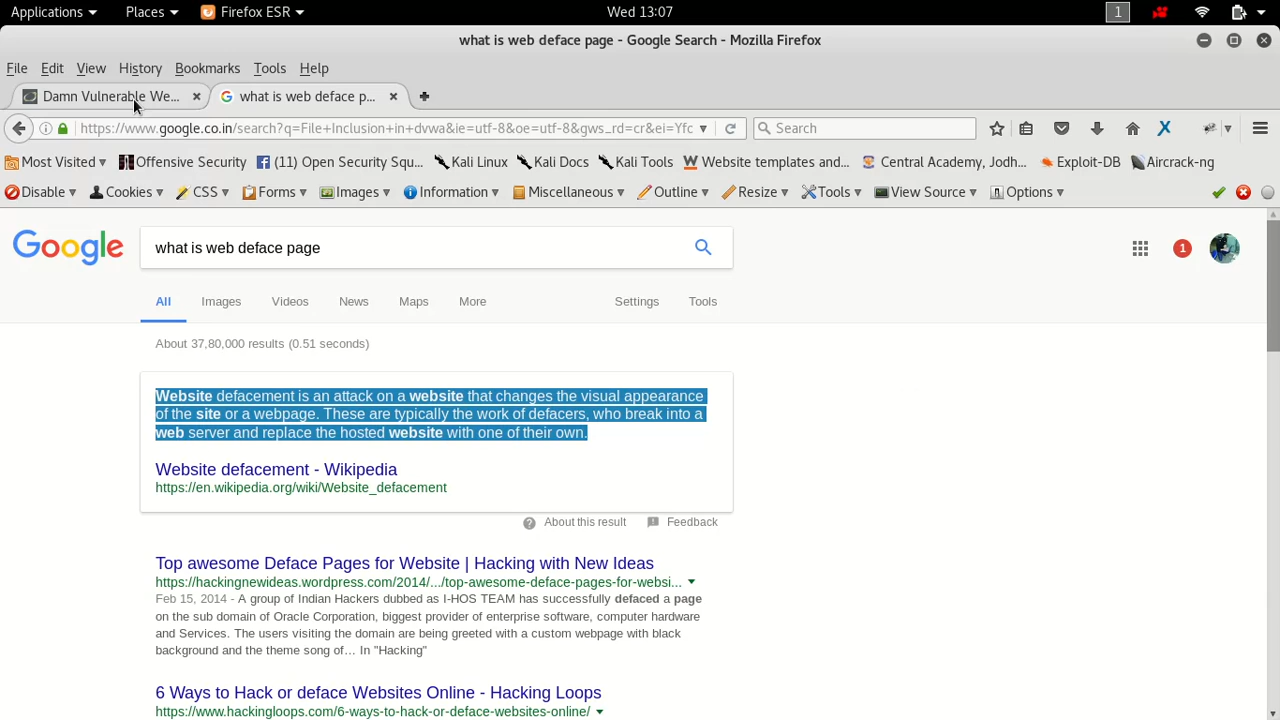 Applications Places Firefox ESR Wed 13:07 1
what is web deface page - Google Search - Mozilla Firefox
File Edit View History Bookmarks Tools Help
Damn Vulnerable We... what is web deface p...
https://www.google.co.in/search?q=File+Inclusion+in+dvwa&ie=utf-8&oe=utf-8&gws_rd=cr&ei=Yfc Search
Most Visited Offensive Security (11) Open Security Squ... Kali Linux Kali Docs Kali Tools Website templates and... Central Academy, Jodh... Exploit-DB Aircrack-ng
Disable Cookies CSS Forms Images Information Miscellaneous Outline Resize Tools View Source Options
Google what is web deface page 1
All Images Videos News Maps More Settings Tools
About 37,80,000 results (0.51 seconds)
Website defacement is an attack on a website that changes the visual appearance
of the site or a webpage. These are typically the work of defacers, who break into a
web server and replace the hosted website with one of their own.
Website defacement - Wikipedia
https://en.wikipedia.org/wiki/Website_defacement
About this result Feedback
Top awesome Deface Pages for Website | Hacking with New Ideas
https://hackingnewideas.wordpress.com/2014/.../top-awesome-deface-pages-for-websi...
Feb 15, 2014 - A group of Indian Hackers dubbed as I-HOS TEAM has successfully defaced a page
on the sub domain of Oracle Corporation, biggest provider of enterprise software, computer hardware
and Services. The users visiting the domain are being greeted with a custom webpage with black
background and the theme song of… In "Hacking"
6 Ways to Hack or deface Websites Online - Hacking Loops
https://www.hackingloops.com/6-ways-to-hack-or-deface-websites-online/